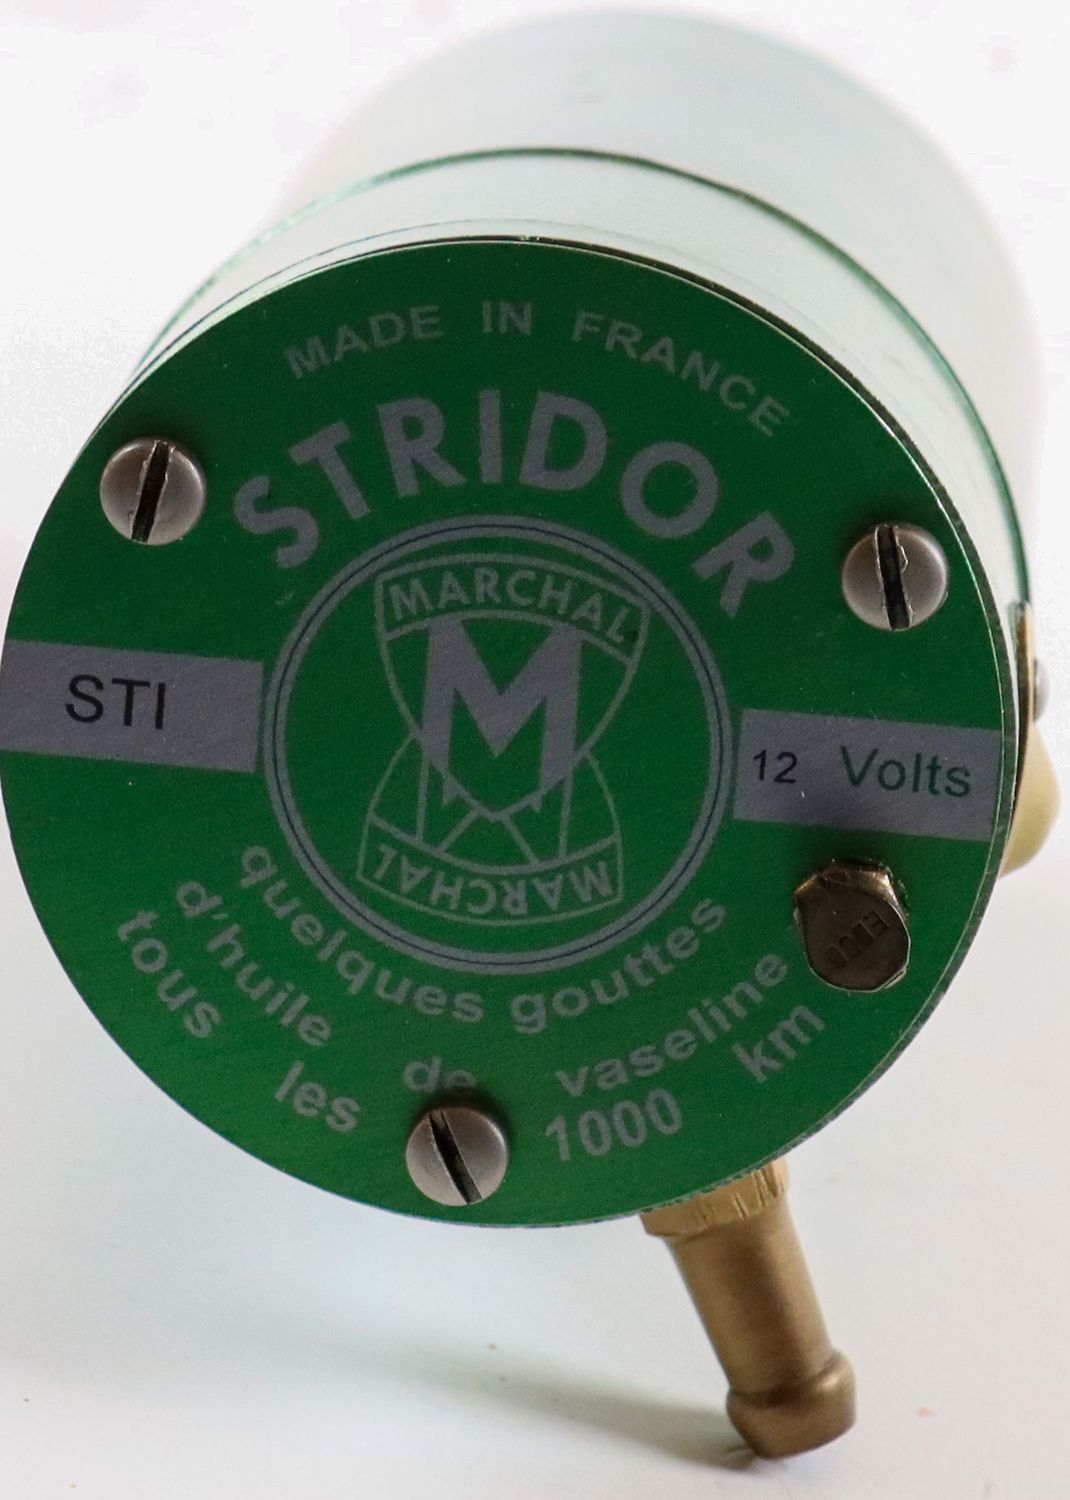 MADE IN FRANCE
STRIDOR
MARCHAL
M
STI
12 Volts
MARCHAL
quelques gouttes
d'huile de vaseline
tous les 1000 km